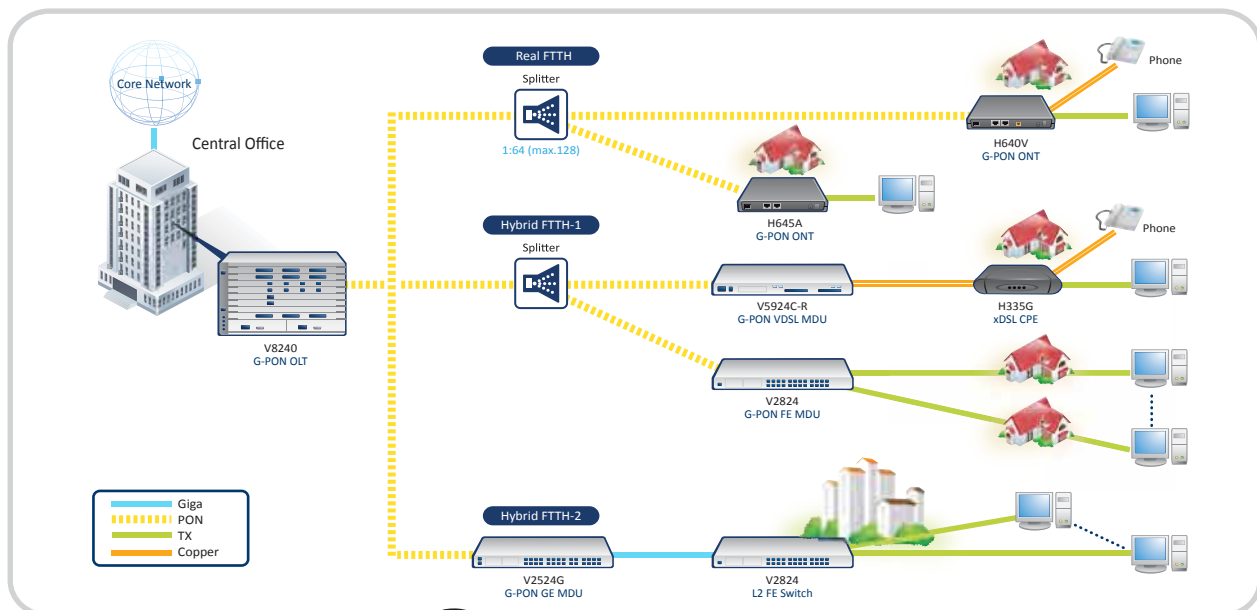 Core Network
Central Office
V8240
G-PON OLT
Real FTTH
Splitter
1:64 (max.128)
H640V
G-PON ONT
Phone
H645A
G-PON ONT
Hybrid FTTH-1
Splitter
V5924C-R
G-PON VDSL MDU
H335G
xDSL CPE
Phone
V2824
G-PON FE MDU
Hybrid FTTH-2
V2524G
G-PON GE MDU
V2824
L2 FE Switch
Giga
PON
TX
Copper